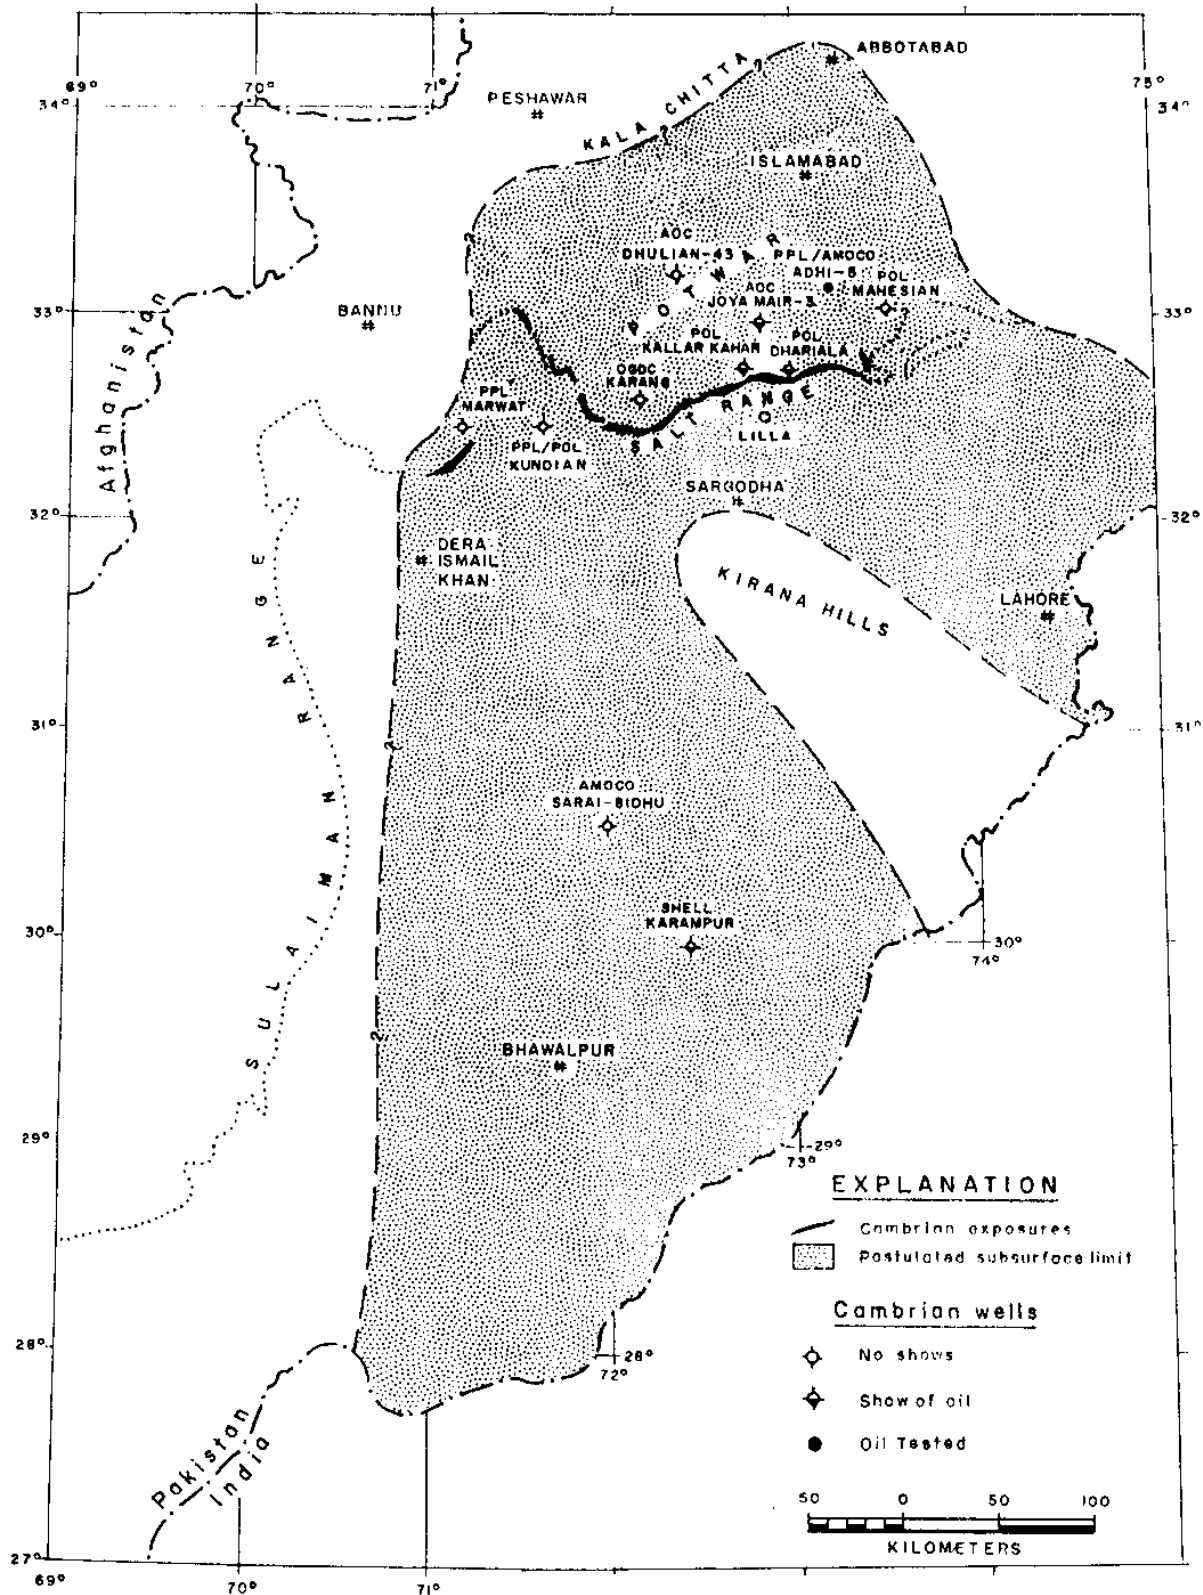 ABBOTABAD
69°
70°
71°
75°
34°
34°
PESHAWAR
KALA CHITTA
?
?
ISLAMABAD
?
AOC
DHULIAN-43
POTWAR
PPL/AMOCO
ADHI-5
POL
MAHESIAN
AOC
JOYA MAIR-3
33°
33°
BANNU
POL
KALLAR KAHAR
POL
DHARIALA
OGDC
KARANG
PPL
MARWAT
SALT RANGE
LILLA
PPL/POL
KUNDIAN
Afghanistan
SARGODHA
32°
32°
DERA
ISMAIL
KHAN
KIRANA HILLS
LAHORE
SULAIMAN RANGE
31°
31°
?
AMOCO
SARAI-BIDHU
SHELL
KARAMPUR
30°
30°
74°
?
BHAWALPUR
29°
29°
73°
EXPLANATION
Cambrian exposures
Postulated subsurface limit
Cambrian wells
28°
28°
72°
No shows
Show of oil
Oil Tested
Pakistan
India
50 0 50 100
KILOMETERS
27°
69°
70°
71°